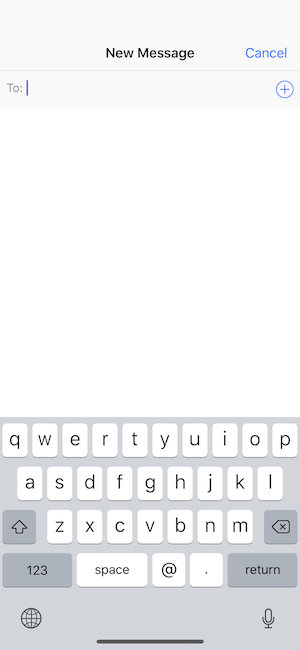 New Message Cancel
To:
q w e r t y u i o p
a s d f g h j k l
z x c v b n m
123 space @ . return